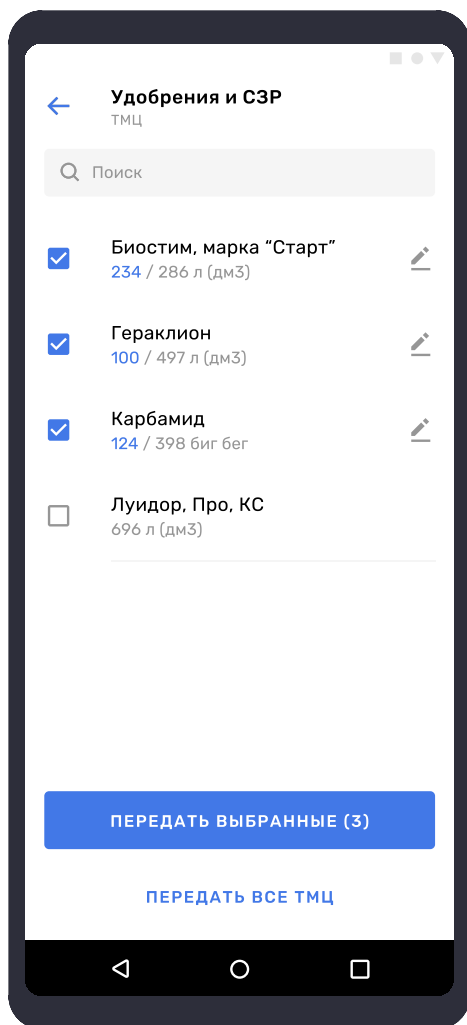 Удобрения и СЗР
ТМЦ
Поиск
Биостим, марка “Старт”
234 / 286 л (дм3)
Гераклион
100 / 497 л (дм3)
Карбамид
124 / 398 биг бег
Луидор, Про, КС
696 л (дм3)
ПЕРЕДАТЬ ВЫБРАННЫЕ (3)
ПЕРЕДАТЬ ВСЕ ТМЦ